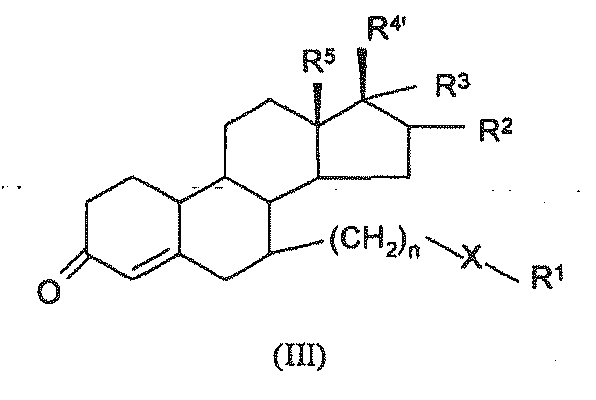 R4'
R5
R3
R2
(CH2)n
X
R1
O
(III)